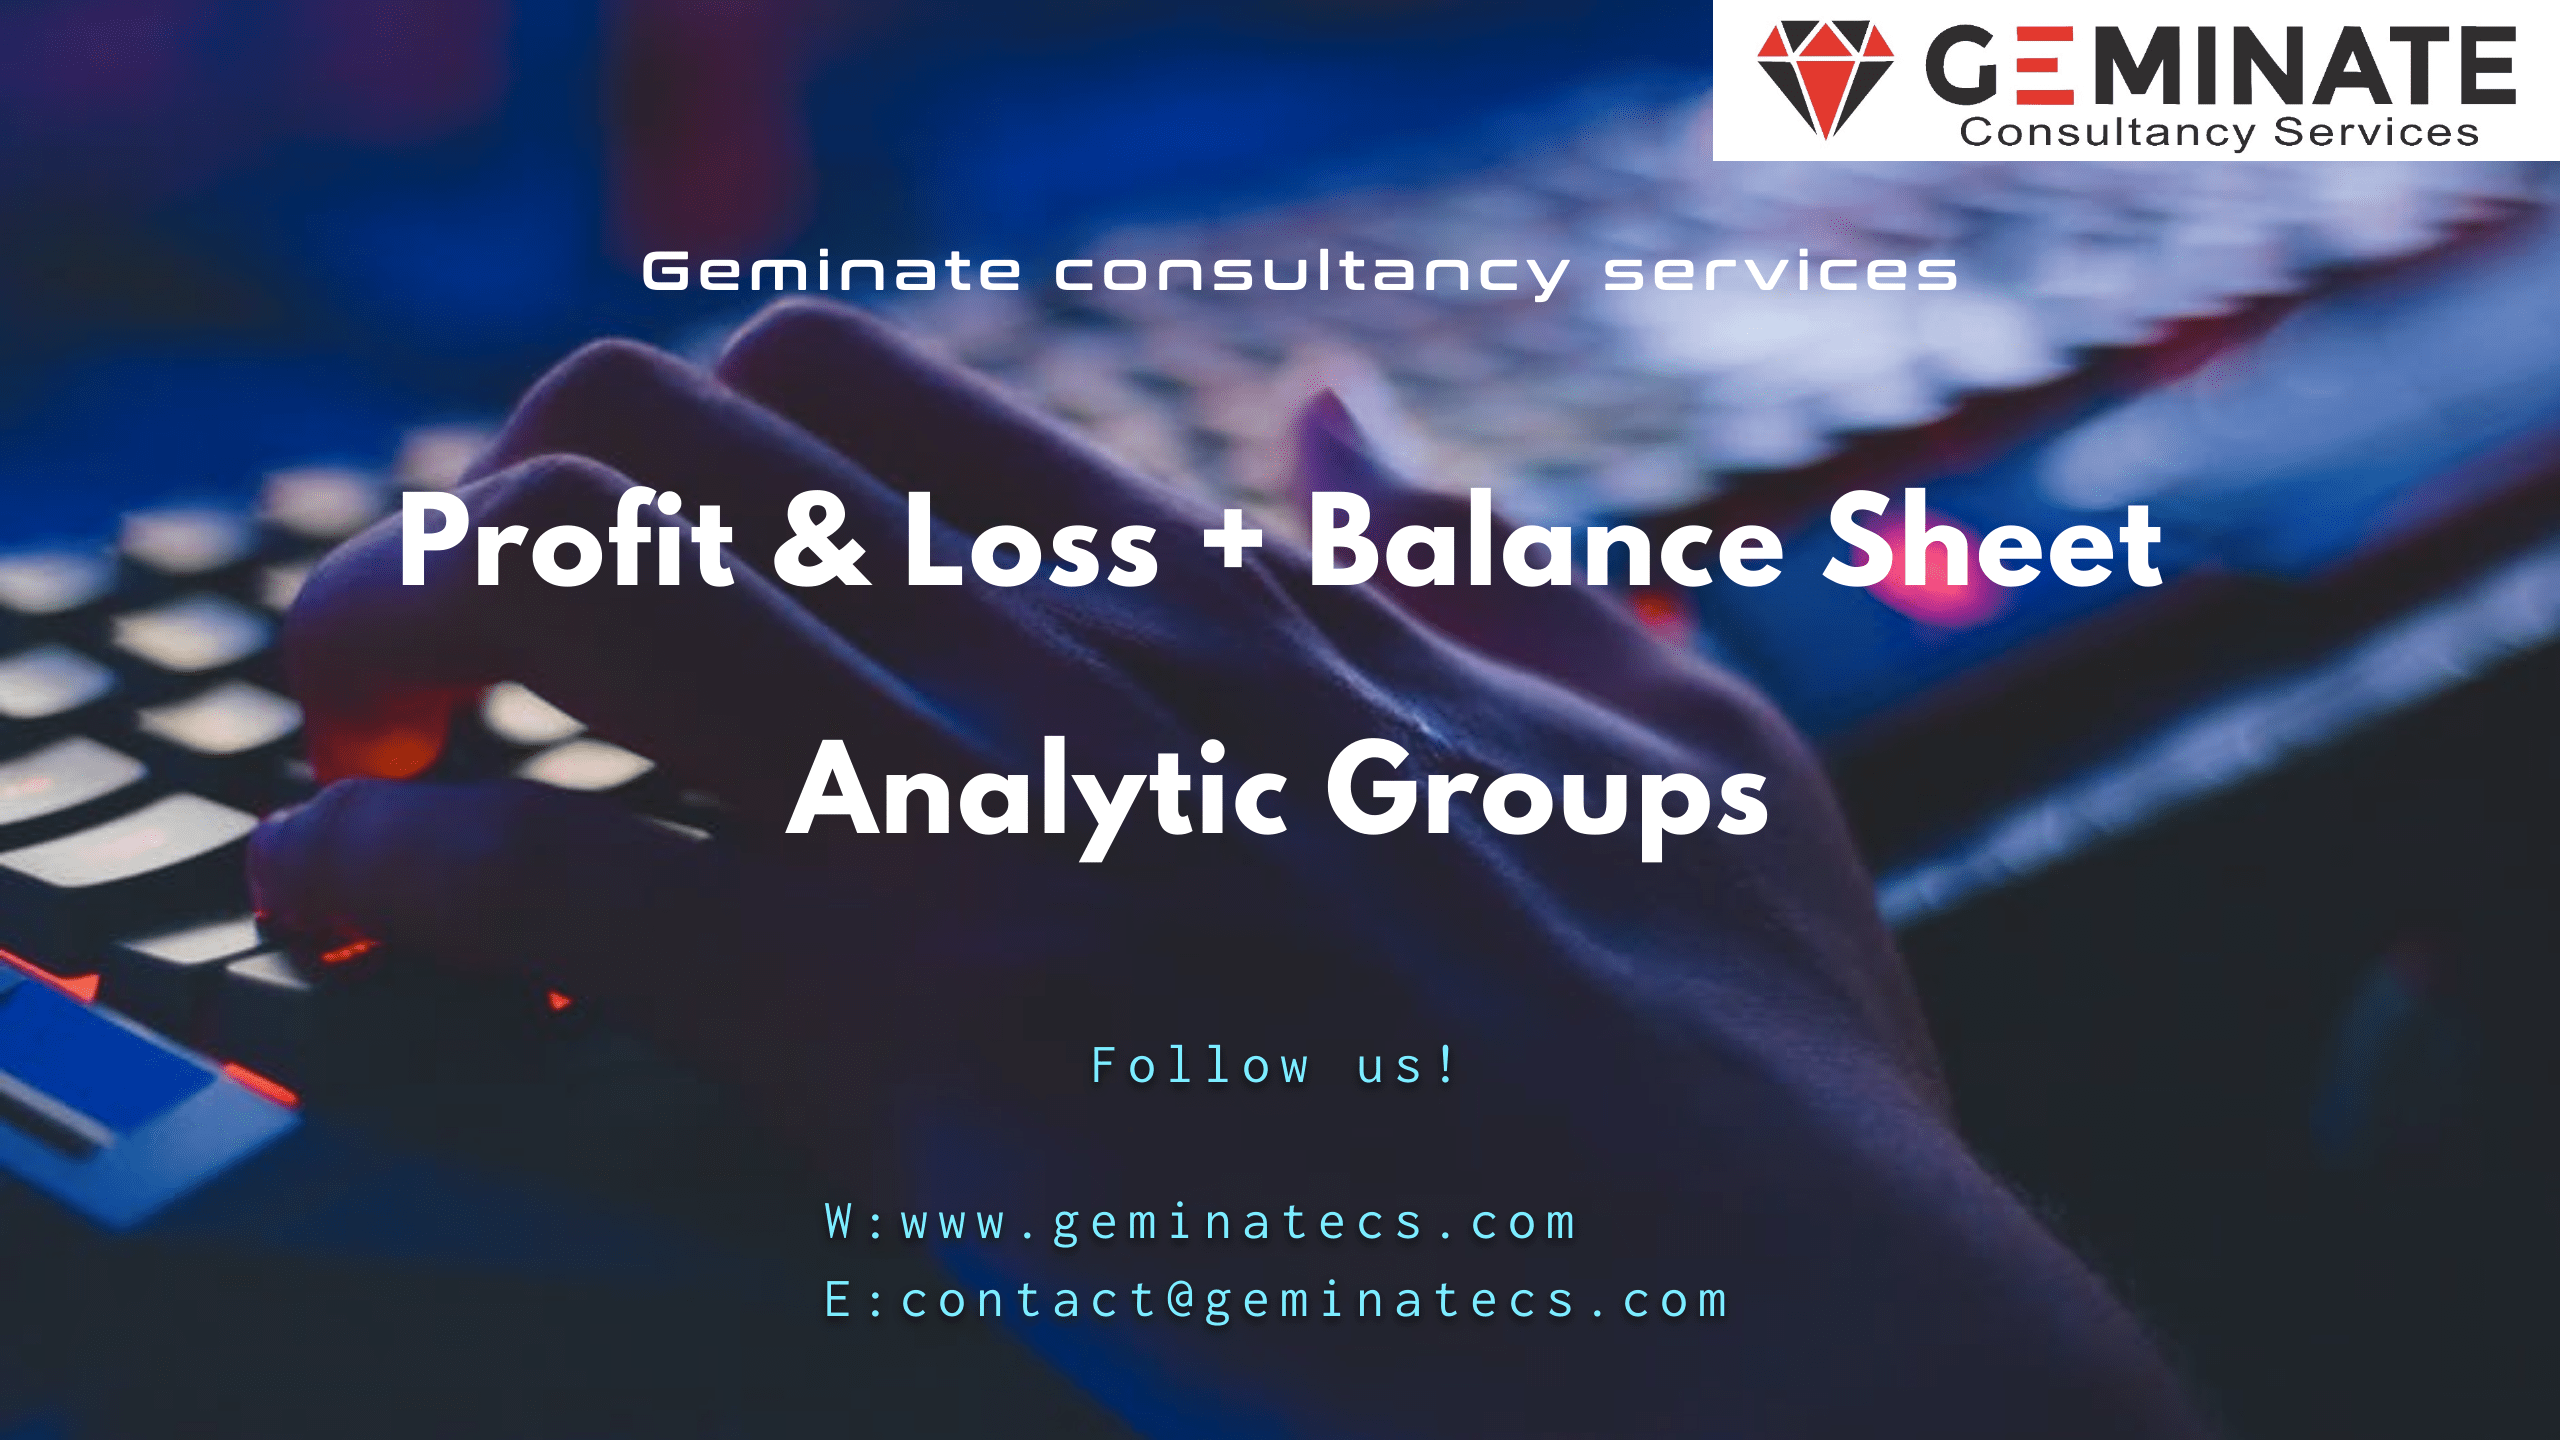 GEMINATE
Consultancy Services
Geminate consultancy services
Profit & Loss + Balance Sheet
Analytic Groups
Follow us!
W:www.geminatecs.com
E:contact@geminatecs.com